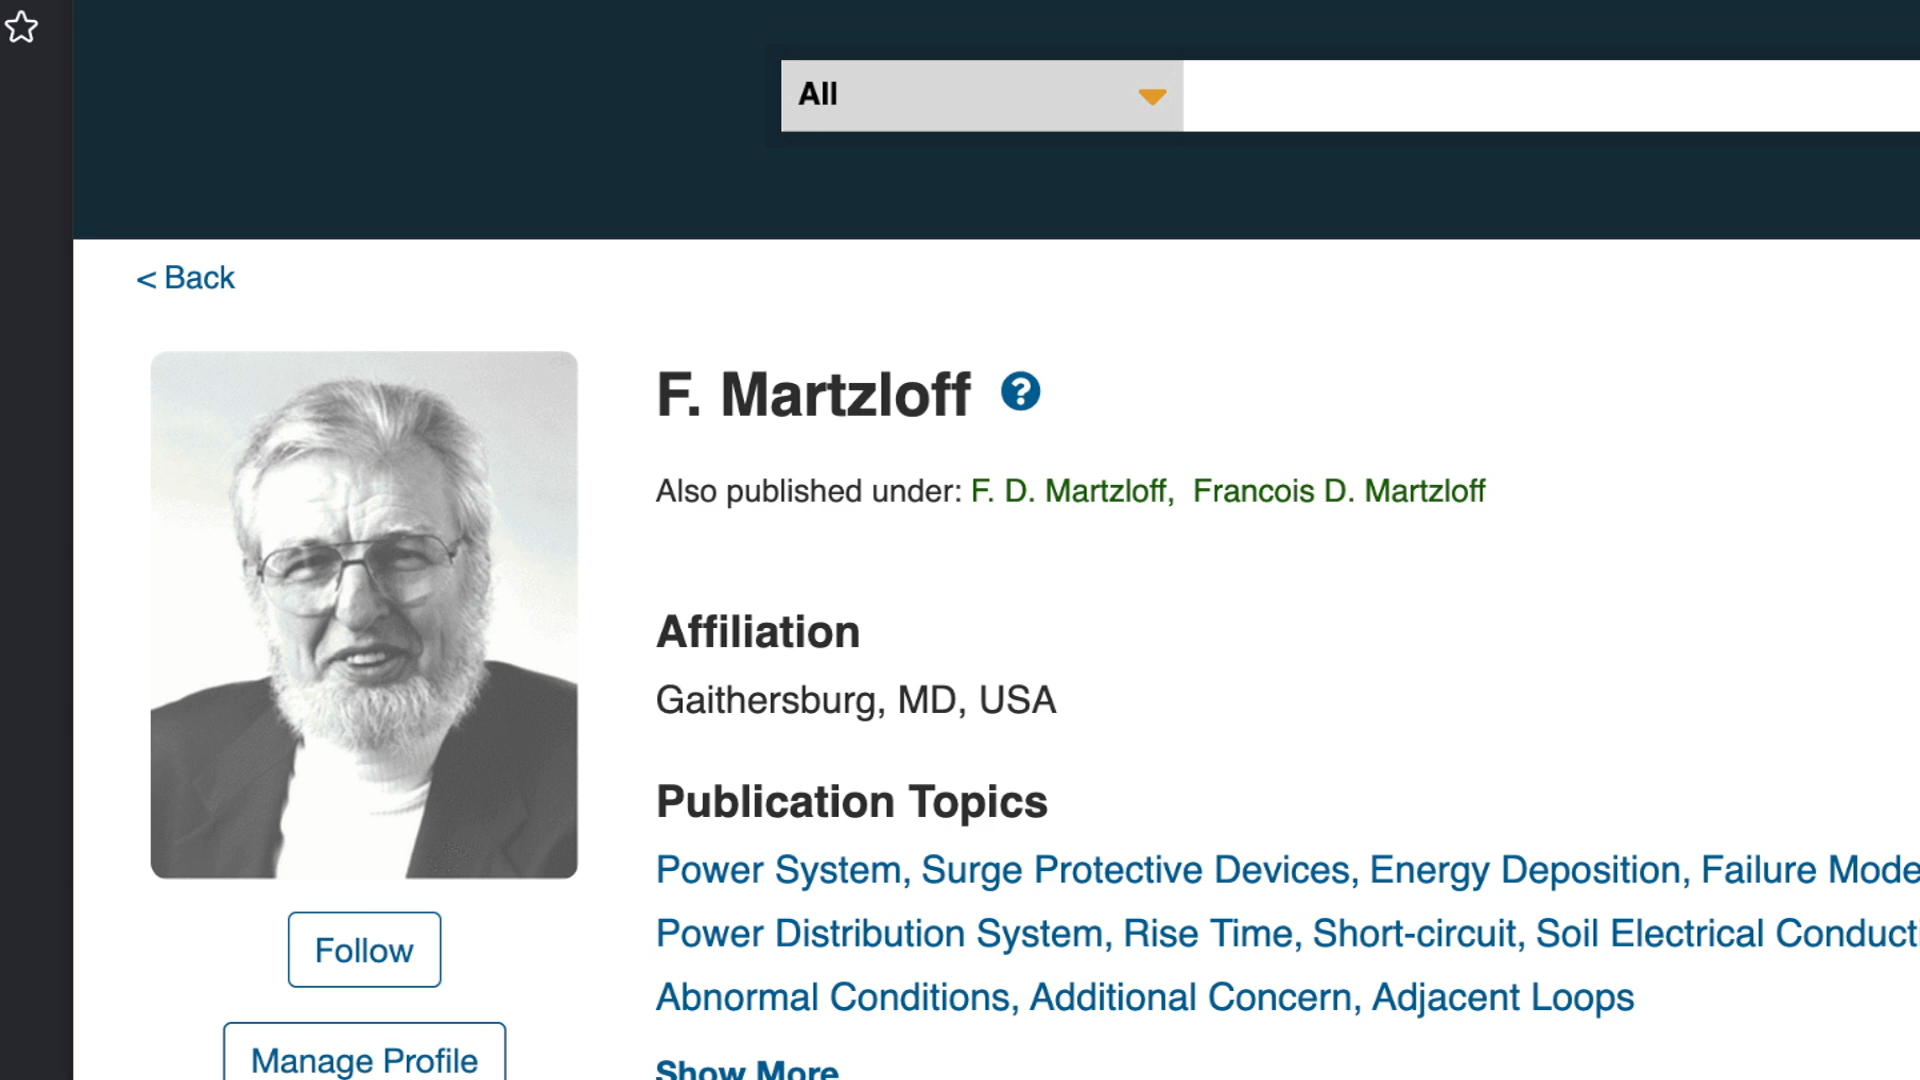 All
< Back
F. Martzloff ?
Also published under: F. D. Martzloff, Francois D. Martzloff
Affiliation
Gaithersburg, MD, USA
Publication Topics
Power System, Surge Protective Devices, Energy Deposition, Failure Mode
Power Distribution System, Rise Time, Short-circuit, Soil Electrical Conducti
Abnormal Conditions, Additional Concern, Adjacent Loops
Show More
Follow
Manage Profile